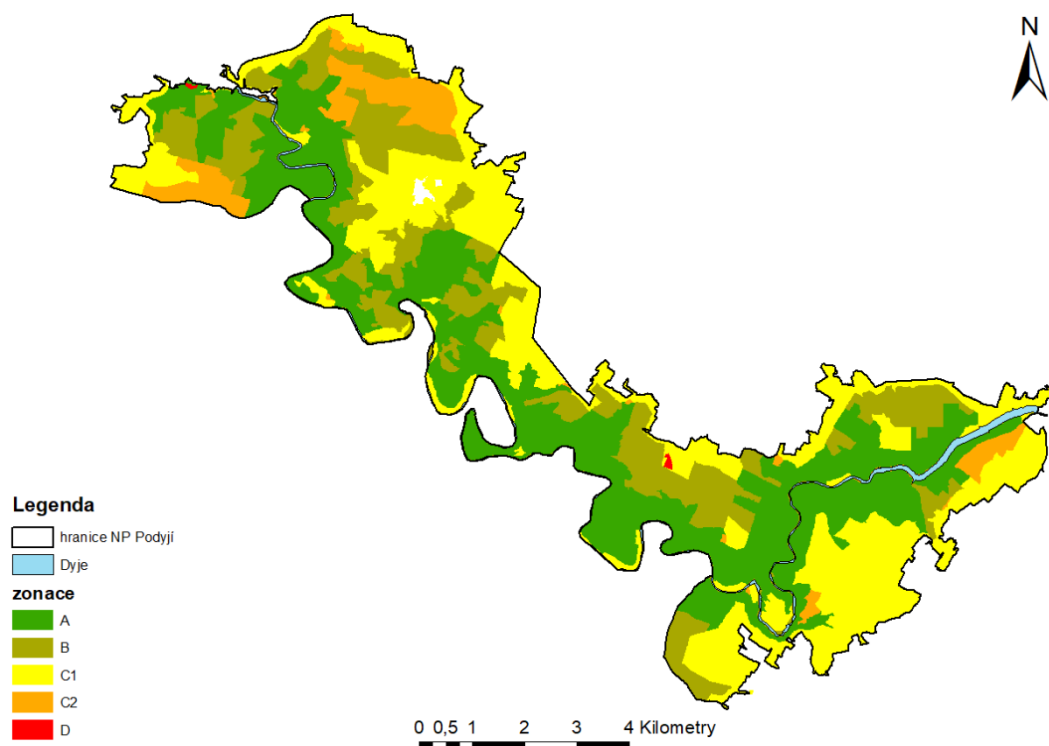 N
Legenda
hranice NP Podyjí
Dyje
zonace
A
B
C1
C2
D
0 0,5 1 2 3 4 Kilometry